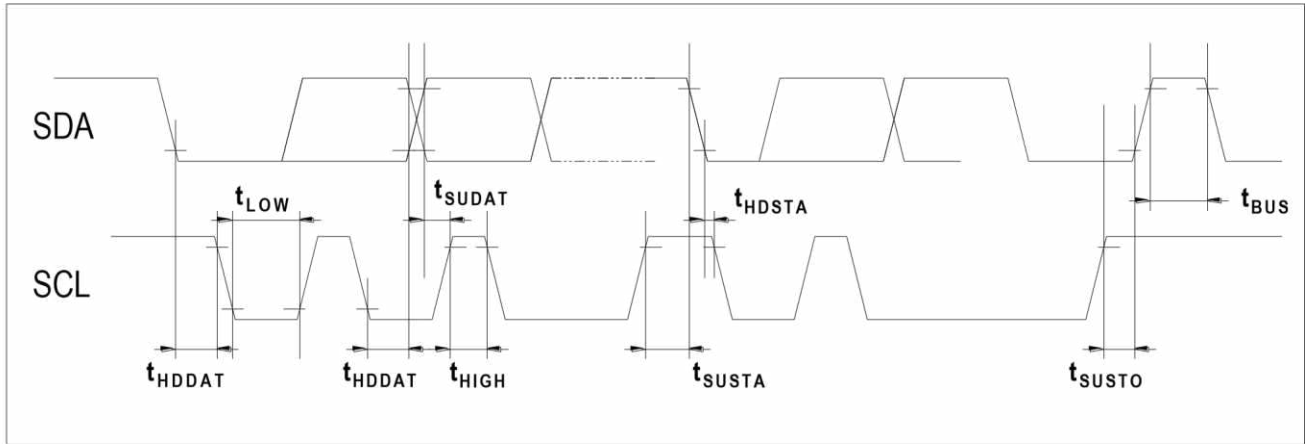 SDA
tLOW
tSUDAT
tHDSTA
tBUS
SCL
tHDDAT
tHDDAT
tHIGH
tSUSTA
tSUSTO